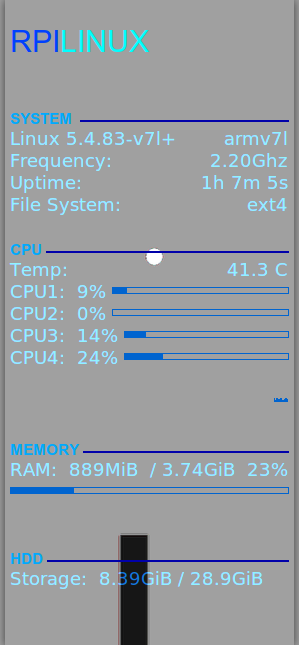 RPILINUX
SYSTEM
Linux 5.4.83-v7l+ armv7l
Frequency: 2.20Ghz
Uptime: 1h 7m 5s
File System: ext4
CPU
Temp: 41.3 C
CPU1: 9%
CPU2: 0%
CPU3: 14%
CPU4: 24%
MEMORY
RAM: 889MiB / 3.74GiB 23%
HDD
Storage: 8.39GiB / 28.9GiB